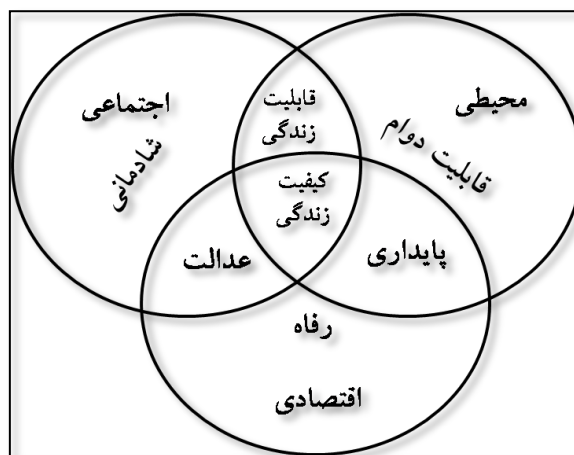 محیطی
قابلیت دوام
قابلیت
زندگی
اجتماعی
شادمانی
کیفیت
زندگی
پایداری
عدالت
رفاه
اقتصادی